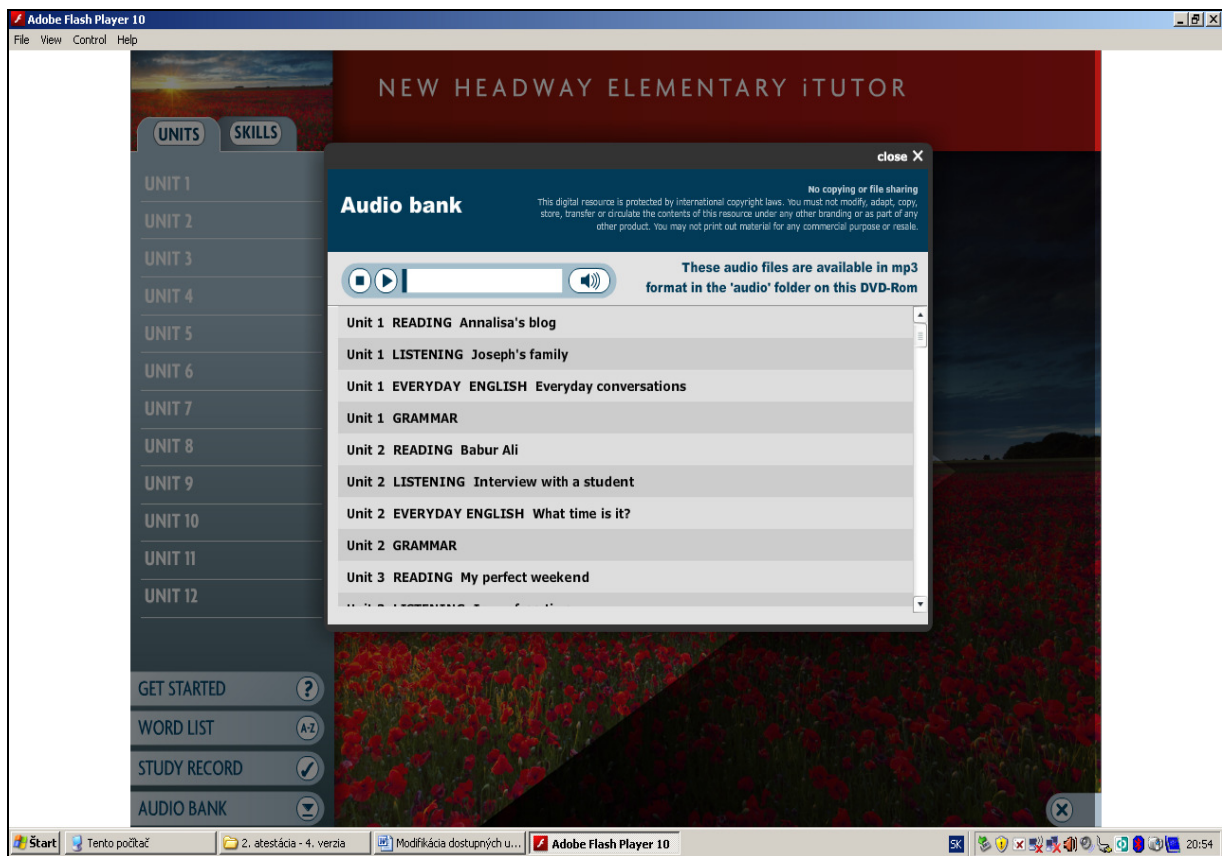 Adobe Flash Player 10
File View Control Help
NEW HEADWAY ELEMENTARY iTUTOR
UNITS SKILLS
UNIT 1
UNIT 2
UNIT 3
UNIT 4
UNIT 5
UNIT 6
UNIT 7
UNIT 8
UNIT 9
UNIT 10
UNIT 11
UNIT 12
GET STARTED ?
WORD LIST A-Z
STUDY RECORD
AUDIO BANK
close X
Audio bank
No copying or file sharing
This digital resource is protected by international copyright laws. You must not modify, adapt, copy,
store, transfer or circulate the contents of this resource under any other branding or as part of any
other product. You may not print out material for any commercial purpose or resale.
These audio files are available in mp3
format in the 'audio' folder on this DVD-Rom
Unit 1 READING Annalisa's blog
Unit 1 LISTENING Joseph's family
Unit 1 EVERYDAY ENGLISH Everyday conversations
Unit 1 GRAMMAR
Unit 2 READING Babur Ali
Unit 2 LISTENING Interview with a student
Unit 2 EVERYDAY ENGLISH What time is it?
Unit 2 GRAMMAR
Unit 3 READING My perfect weekend
Štart Tento počítač 2. atestácia - 4. verzia Modifikácia dostupných u... Adobe Flash Player 10 SK 20:54